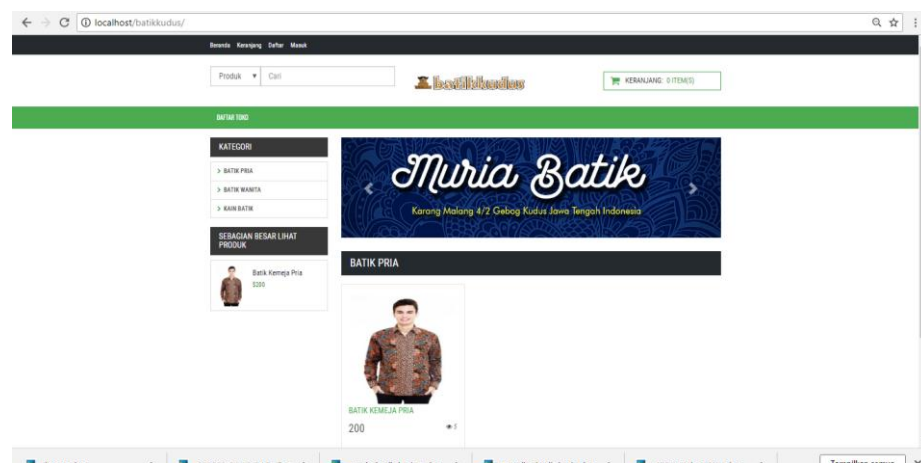 localhost/batikkudus/
Beranda Keranjang Daftar Masuk
Produk Cari
batikkudus
KERANJANG: 0 ITEM(S)
DAFTAR TOKO
KATEGORI
> BATIK PRIA
> BATIK WANITA
> KAIN BATIK
SEBAGIAN BESAR LIHAT
PRODUK
Batik Kemeja Pria
$200
Muria Batik
Karang Malang 4/2 Gebog Kudus Jawa Tengah Indonesia
BATIK PRIA
BATIK KEMEJA PRIA
200